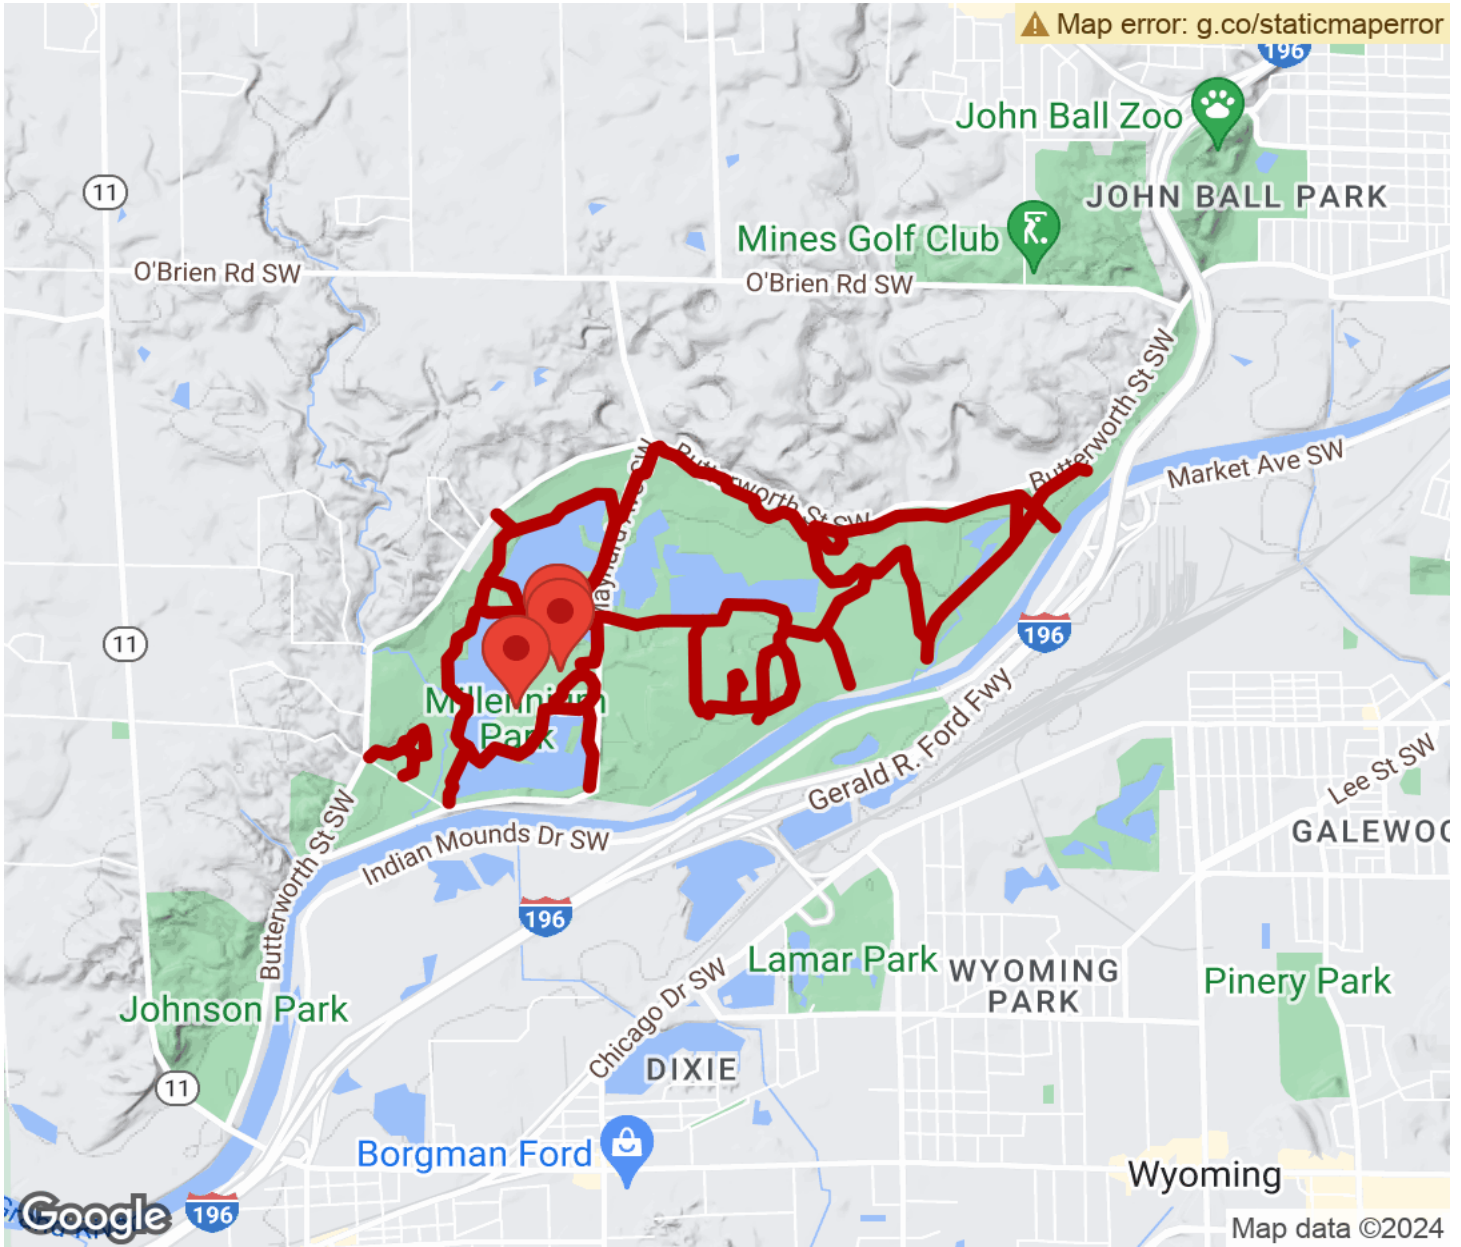 Map error: g.co/staticmaperror
196
John Ball Zoo
11
JOHN BALL PARK
Mines Golf Club
O'Brien Rd SW
O'Brien Rd SW
Butterworth St SW
Market Ave SW
Butterworth St SW
11
196
Millennium
Park
Gerald R. Ford Fwy
Lee St SW
GALEWOO
Indian Mounds Dr SW
Butterworth St SW
196
Lamar Park
WYOMING
PARK
Pinery Park
Johnson Park
Chicago Dr SW
DIXIE
11
Borgman Ford
Wyoming
196
Google
Map data ©2024